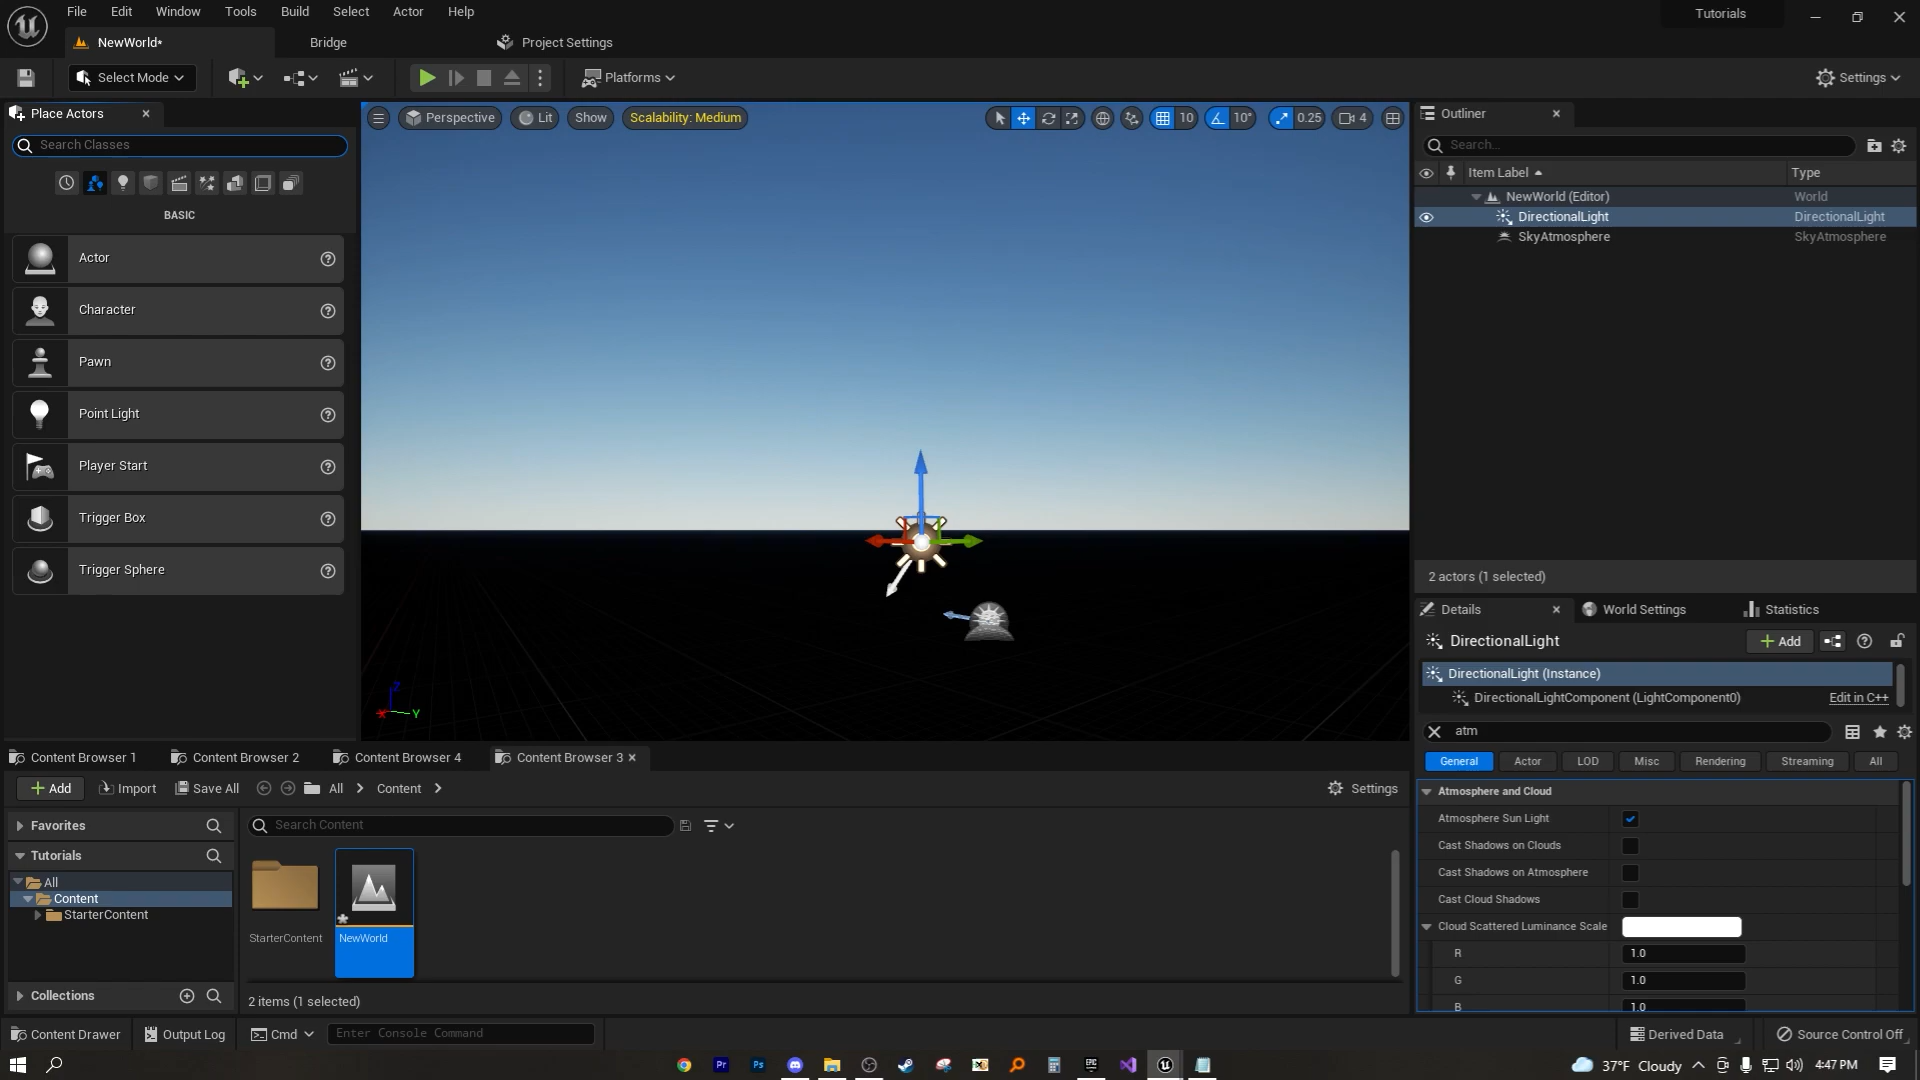 File Edit Window Tools Build Select Actor Help
Tutorials
NewWorld* Bridge Project Settings
Select Mode Platforms Settings
Place Actors
Search Classes
BASIC
Actor
Character
Pawn
Point Light
Player Start
Trigger Box
Trigger Sphere
Perspective Lit Show Scalability: Medium 10 10° 0.25 4
Z
X Y
Outliner
Search...
Item Label Type
NewWorld (Editor) World
DirectionalLight DirectionalLight
SkyAtmosphere SkyAtmosphere
2 actors (1 selected)
Details World Settings Statistics
DirectionalLight Add
DirectionalLight (Instance)
DirectionalLightComponent (LightComponent0) Edit in C++
atm
General Actor LOD Misc Rendering Streaming All
Atmosphere and Cloud
Atmosphere Sun Light
Cast Shadows on Clouds
Cast Shadows on Atmosphere
Cast Cloud Shadows
Cloud Scattered Luminance Scale
R 1.0
G 1.0
B 1.0
Content Browser 1 Content Browser 2 Content Browser 4 Content Browser 3
Add Import Save All All Content Settings
Favorites
Tutorials
All
Content
StarterContent
Collections
Search Content
StarterContent NewWorld
2 items (1 selected)
Content Drawer Output Log Cmd Enter Console Command Derived Data Source Control Off
Pr Ps 37°F Cloudy 4:47 PM